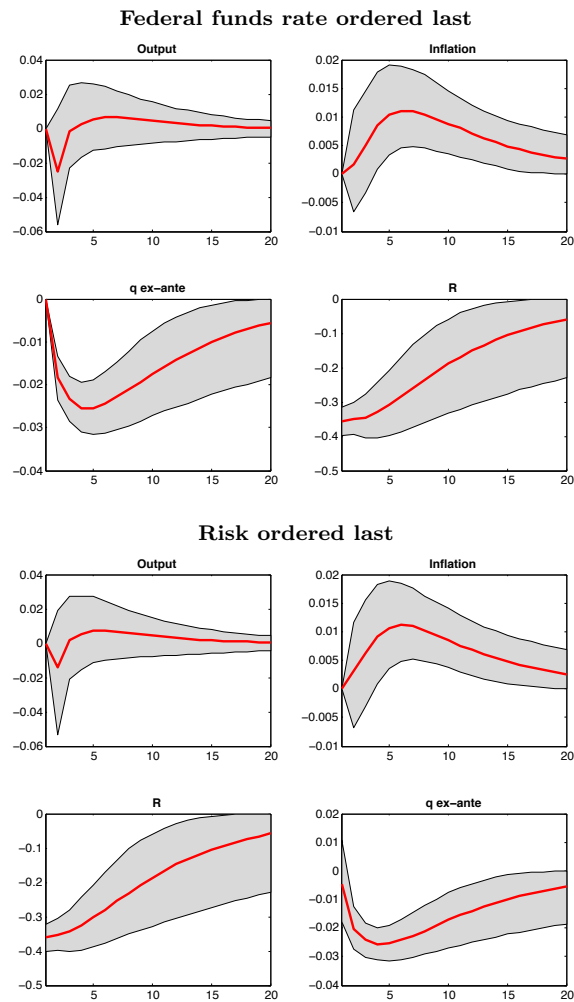 Federal funds rate ordered last
Output Inflation
0.04 0.02
0.02 0.015
0 0.01
−0.02 0.005
−0.04 0
−0.06 −0.005
−0.01
5 10 15 20 5 10 15 20
q ex−ante R
0 0
−0.01 −0.1
−0.02 −0.2
−0.03 −0.3
−0.04 −0.4
−0.5
5 10 15 20 5 10 15 20
Risk ordered last
Output Inflation
0.04 0.02
0.02 0.015
0 0.01
−0.02 0.005
−0.04 0
−0.06 −0.005
−0.01
5 10 15 20 5 10 15 20
R q ex−ante
0 0.02
−0.1 0.01
−0.2 0
−0.3 −0.01
−0.4 −0.02
−0.5 −0.03
−0.04
5 10 15 20 5 10 15 20